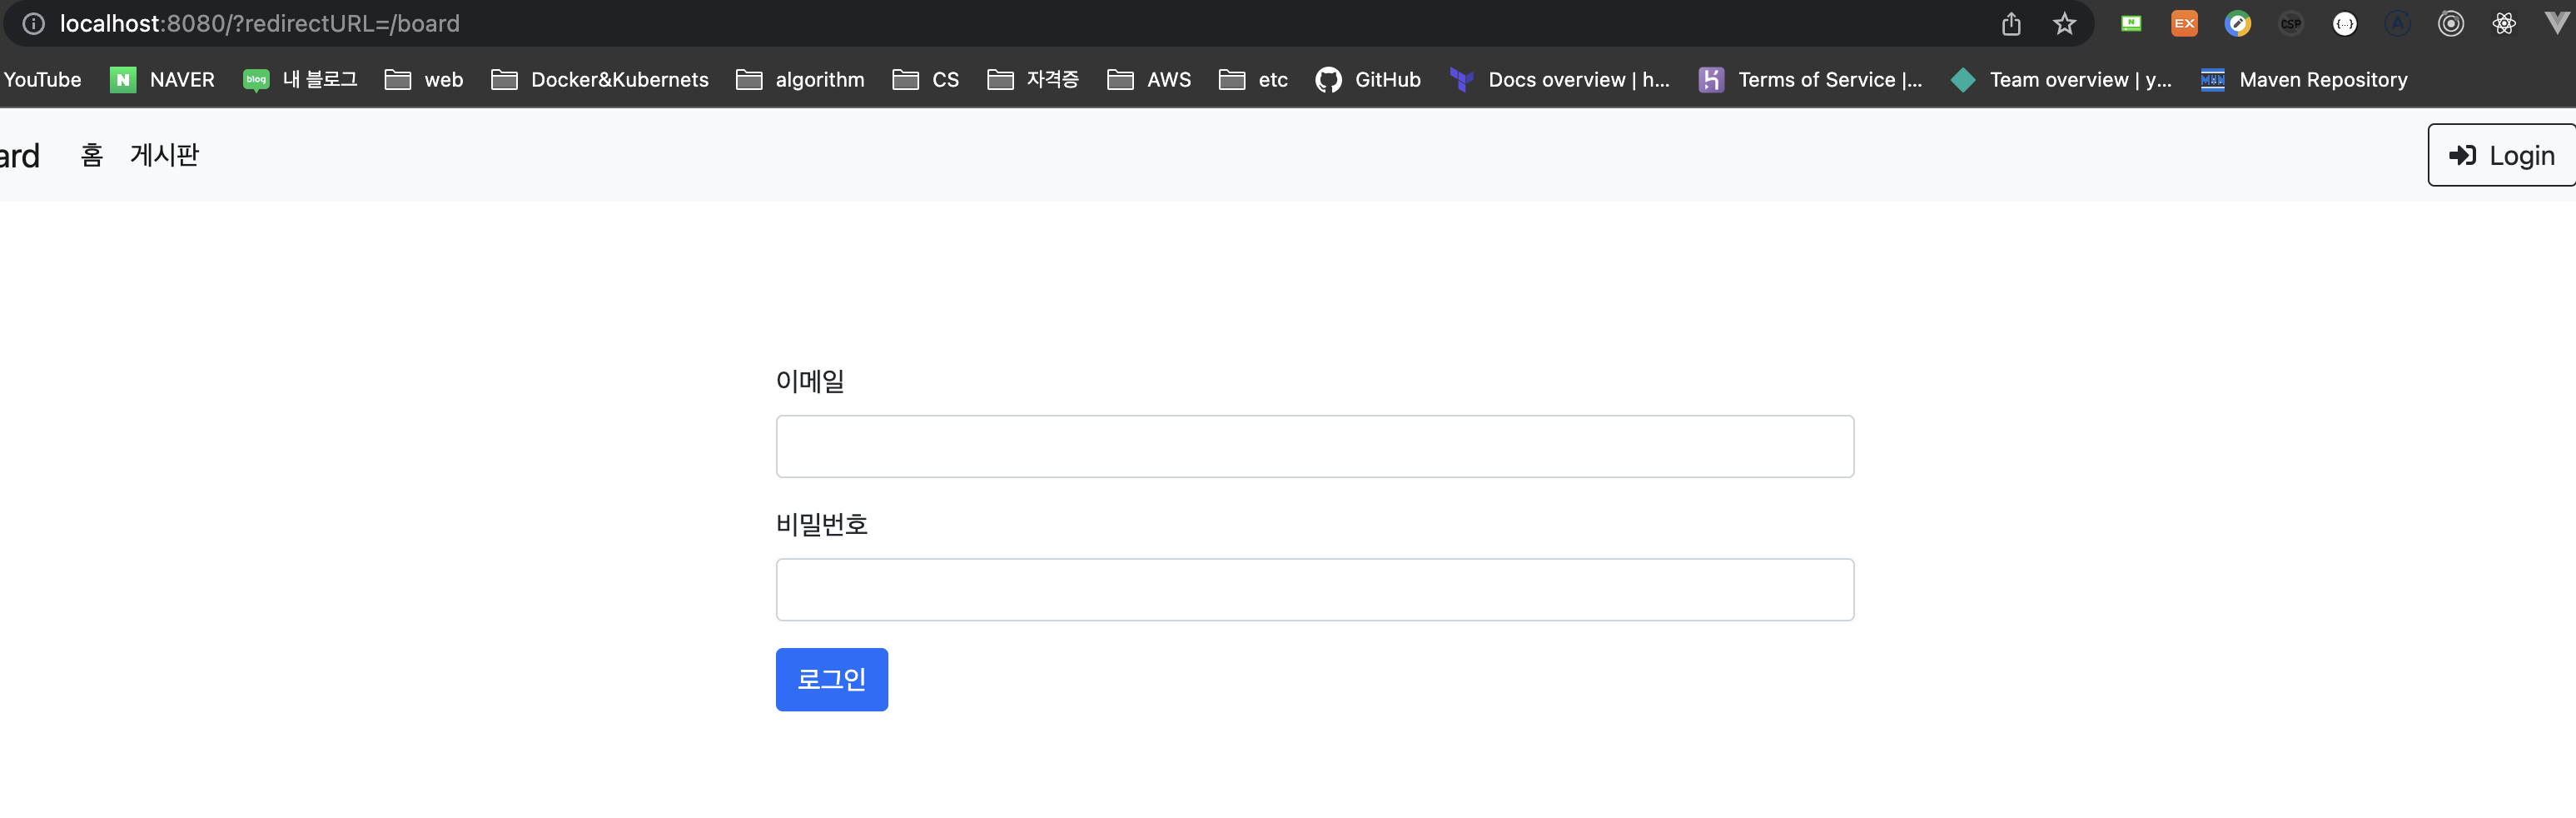 localhost:8080/?redirectURL=/board
YouTube N NAVER blog 내 블로그 web Docker&Kubernets algorithm CS 자격증 AWS etc GitHub Docs overview | h... Terms of Service |... Team overview | y... Maven Repository
ard 홈 게시판 Login
이메일
비밀번호
로그인